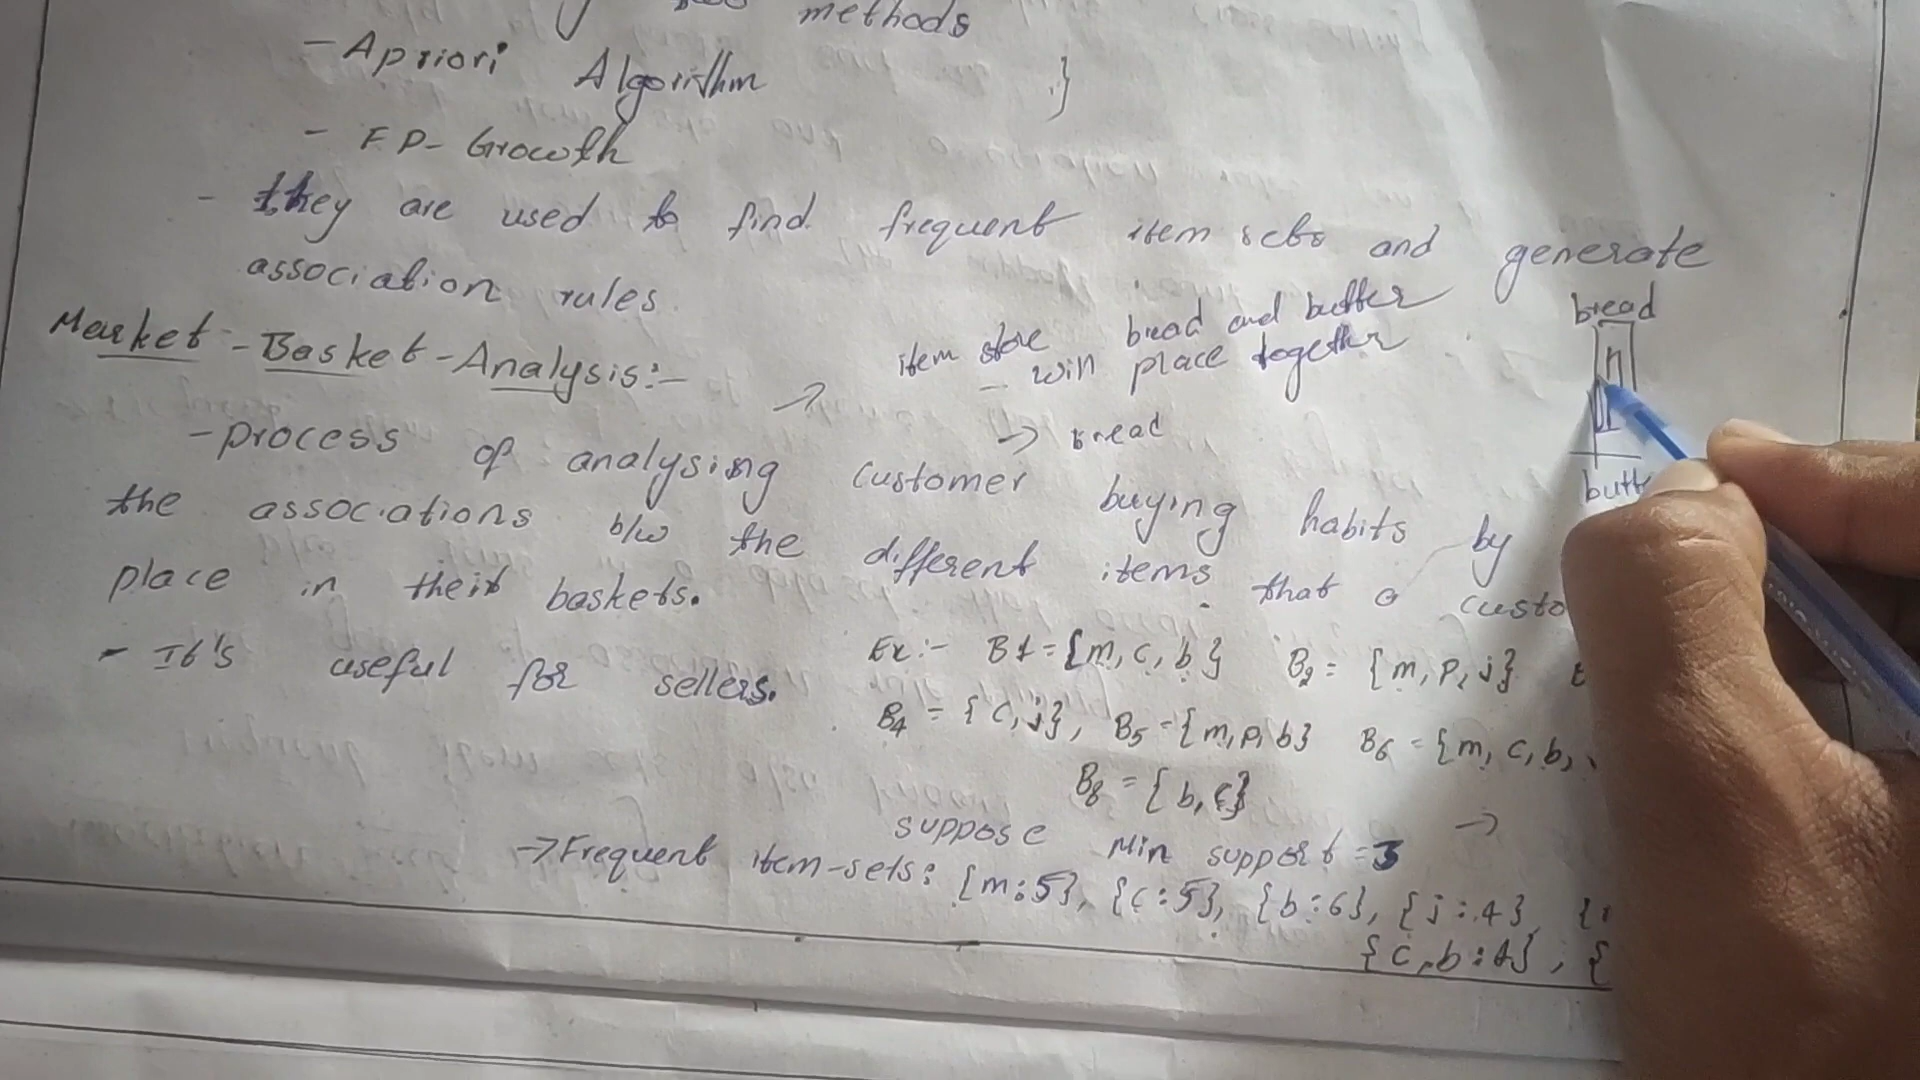 methods
- Apriori Algorithm }
- FP- Growth
- they are used to find frequent item sets and generate
association rules.
bread
Market-Basket-Analysis:-
item store bread and butter
- will place together
→ bread
butte
- process of analysing customer buying habits by
the associations b/w the different items that a custo
place in their baskets.
- It's useful for sellers.
Ex:- B1={m, c, b} B2 = {m, p, j}
B4 = {c, j}, B5={m, p, b} B6 = {m, c, b,
B8 = {b, c}
suppose Min support = 3
→ Frequent item-sets: {m:5}, {c:5}, {b:6}, {j:4}, {
{c, b:4}, {